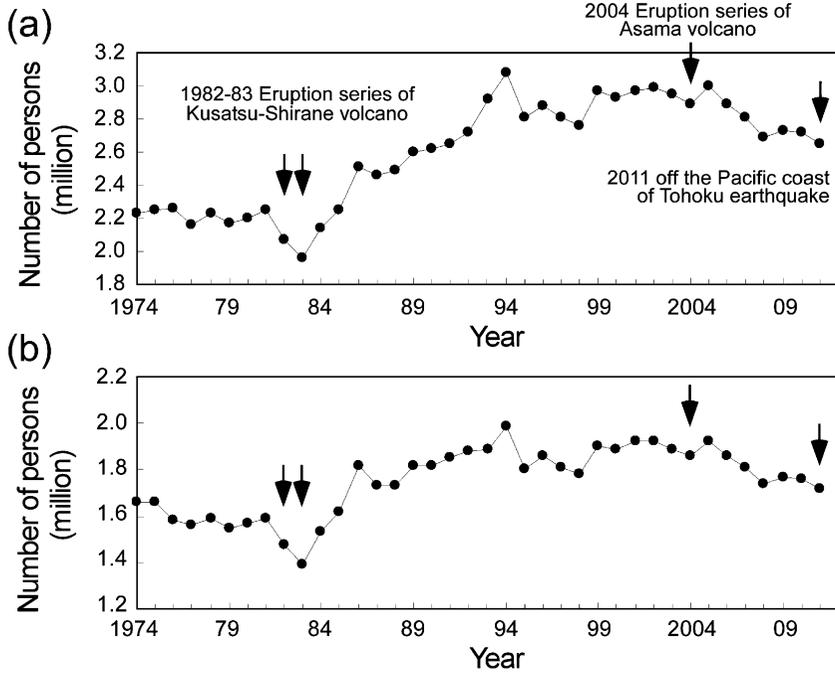 (a)
2004 Eruption series of
Asama volcano
3.2
3.0
2.8
2.6
2.4
2.2
2.0
1.8
Number of persons
(million)
1982-83 Eruption series of
Kusatsu-Shirane volcano
2011 off the Pacific coast
of Tohoku earthquake
1974 79 84 89 94 99 2004 09
Year
(b)
2.2
2.0
1.8
1.6
1.4
1.2
Number of persons
(million)
1974 79 84 89 94 99 2004 09
Year